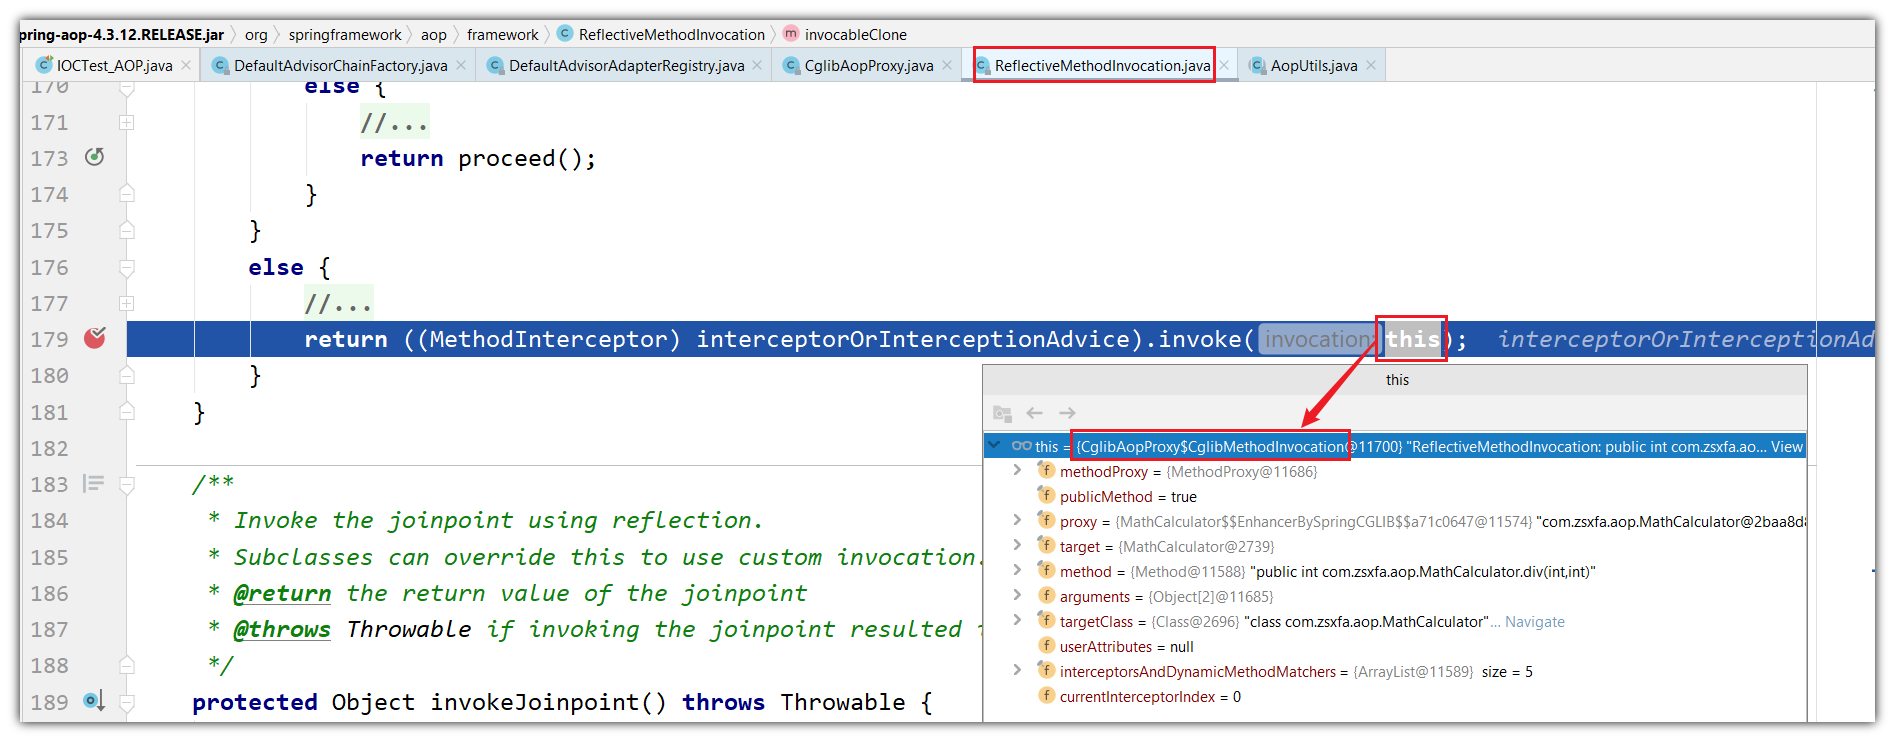 pring-aop-4.3.12.RELEASE.jar org springframework aop framework ReflectiveMethodInvocation invocableClone
IOCTest_AOP.java DefaultAdvisorChainFactory.java DefaultAdvisorAdapterRegistry.java CglibAopProxy.java ReflectiveMethodInvocation.java AopUtils.java
170 else {
171 //...
173 return proceed();
174 }
175 }
176 else {
177 //...
179 return ((MethodInterceptor) interceptorOrInterceptionAdvice).invoke( invocation: this); interceptorOrInterceptionAd
180 }
181 }
182
183 /**
184 * Invoke the joinpoint using reflection.
185 * Subclasses can override this to use custom invocation.
186 * @return the return value of the joinpoint
187 * @throws Throwable if invoking the joinpoint resulted i
188 */
189 protected Object invokeJoinpoint() throws Throwable {
this
this = {CglibAopProxy$CglibMethodInvocation@11700} "ReflectiveMethodInvocation: public int com.zsxfa.ao... View
methodProxy = {MethodProxy@11686}
publicMethod = true
proxy = {MathCalculator$$EnhancerBySpringCGLIB$$a71c0647@11574} "com.zsxfa.aop.MathCalculator@2baa8d8
target = {MathCalculator@2739}
method = {Method@11588} "public int com.zsxfa.aop.MathCalculator.div(int,int)"
arguments = {Object[2]@11685}
targetClass = {Class@2696} "class com.zsxfa.aop.MathCalculator"... Navigate
userAttributes = null
interceptorsAndDynamicMethodMatchers = {ArrayList@11589} size = 5
currentInterceptorIndex = 0